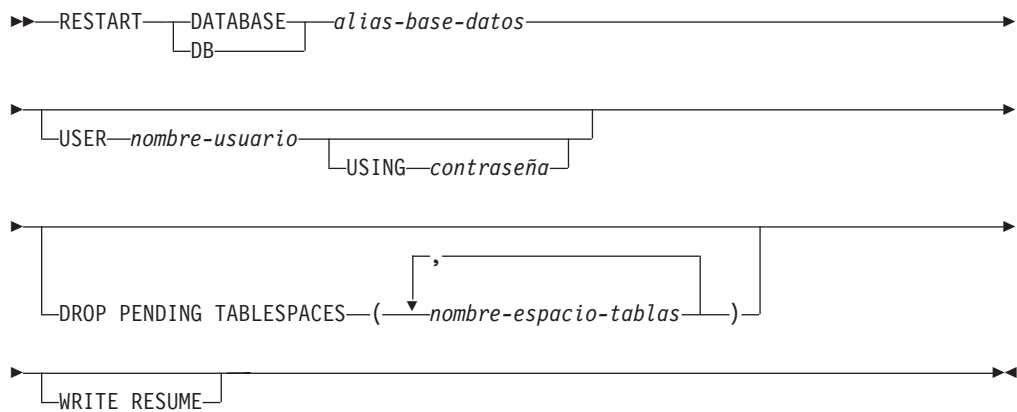 RESTART DATABASE alias-base-datos
DB
USER nombre-usuario
USING contraseña
,
DROP PENDING TABLESPACES ( nombre-espacio-tablas )
WRITE RESUME